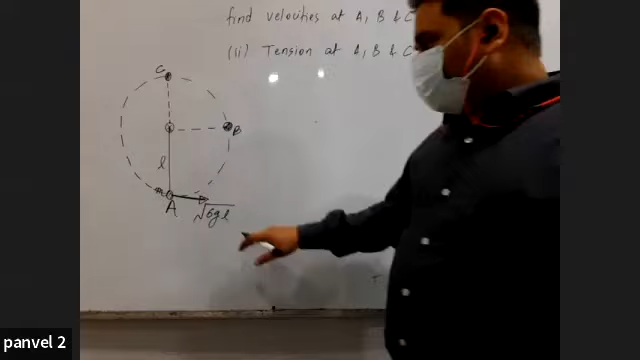 find velocities at A, B & C
(ii) Tension at A, B & C
C
B
l
m
A
√6gl
panvel 2